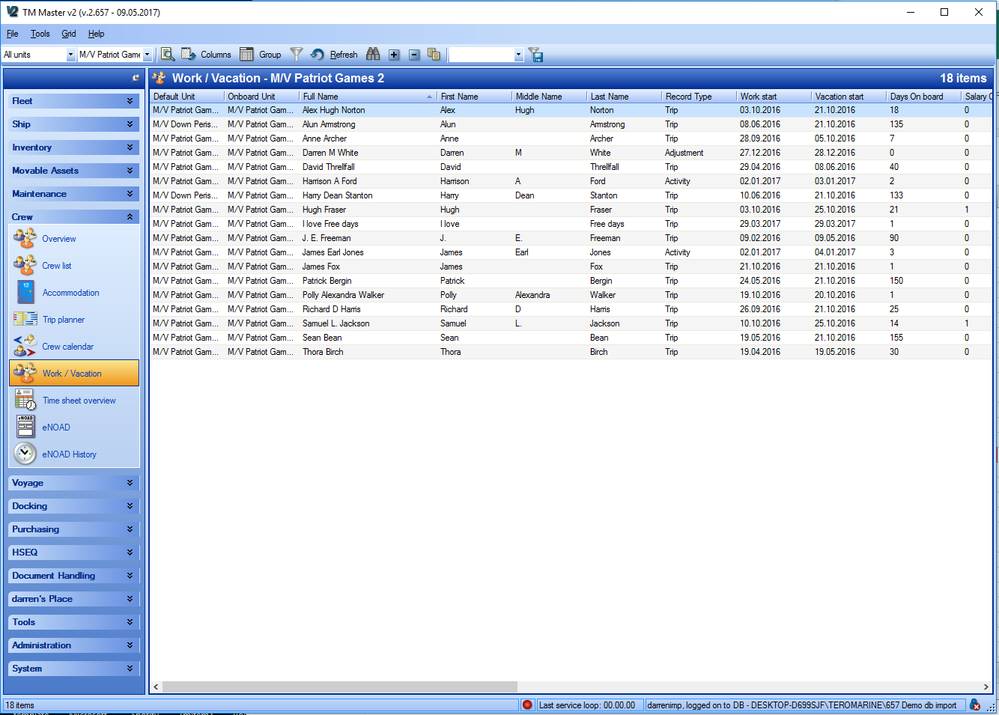 TM Master v2 (v.2.657 - 09.05.2017)
File Tools Grid Help
All units M/V Patriot Game Columns Group Refresh
Work / Vacation - M/V Patriot Games 2 18 items
Default Unit Onboard Unit Full Name First Name Middle Name Last Name Record Type Work start Vacation start Days On board Salary C
M/V Patriot Gam... M/V Patriot Gam... Alex Hugh Norton Alex Hugh Norton Trip 03.10.2016 21.10.2016 18 0
M/V Down Peris... M/V Patriot Gam... Alun Armstrong Alun Armstrong Trip 08.06.2016 21.10.2016 135 0
M/V Patriot Gam... M/V Patriot Gam... Anne Archer Anne Archer Trip 28.09.2016 05.10.2016 7 0
M/V Patriot Gam... M/V Patriot Gam... Darren M White Darren M White Adjustment 27.12.2016 28.12.2016 0 0
M/V Patriot Gam... M/V Patriot Gam... David Threllfall David Threllfall Trip 29.04.2016 08.06.2016 40 0
M/V Patriot Gam... M/V Patriot Gam... Harrison A Ford Harrison A Ford Activity 02.01.2017 03.01.2017 2 0
M/V Down Peris... M/V Patriot Gam... Harry Dean Stanton Harry Dean Stanton Trip 10.06.2016 21.10.2016 133 0
M/V Patriot Gam... M/V Patriot Gam... Hugh Fraser Hugh Fraser Trip 03.10.2016 25.10.2016 21 1
M/V Patriot Gam... M/V Patriot Gam... I love Free days I love Free days Trip 29.03.2017 29.03.2017 1 0
M/V Patriot Gam... M/V Patriot Gam... J. E. Freeman J. E. Freeman Trip 09.02.2016 09.05.2016 90 0
M/V Patriot Gam... M/V Patriot Gam... James Earl Jones James Earl Jones Activity 02.01.2017 04.01.2017 3 0
M/V Patriot Gam... M/V Patriot Gam... James Fox James Fox Trip 21.10.2016 21.10.2016 1 0
M/V Patriot Gam... M/V Patriot Gam... Patrick Bergin Patrick Bergin Trip 24.05.2016 21.10.2016 150 0
M/V Patriot Gam... M/V Patriot Gam... Polly Alexandra Walker Polly Alexandra Walker Trip 19.10.2016 20.10.2016 1 0
M/V Patriot Gam... M/V Patriot Gam... Richard D Harris Richard D Harris Trip 26.09.2016 21.10.2016 25 0
M/V Patriot Gam... M/V Patriot Gam... Samuel L. Jackson Samuel L. Jackson Trip 10.10.2016 25.10.2016 14 1
M/V Patriot Gam... M/V Patriot Gam... Sean Bean Sean Bean Trip 19.05.2016 21.10.2016 155 0
M/V Patriot Gam... M/V Patriot Gam... Thora Birch Thora Birch Trip 19.04.2016 19.05.2016 30 0
Fleet
Ship
Inventory
Movable Assets
Maintenance
Crew
Overview
Crew list
12
Accommodation
Trip planner
Crew calendar
Work / Vacation
Time sheet overview
eNOAD
eNOAD
eNOAD History
Voyage
Docking
Purchasing
HSEQ
Document Handling
darren's Place
Tools
Administration
System
18 items Last service loop: 00.00.00 darrenimp, logged on to DB - DESKTOP-D699SJF\TEROMARINE\657 Demo db import